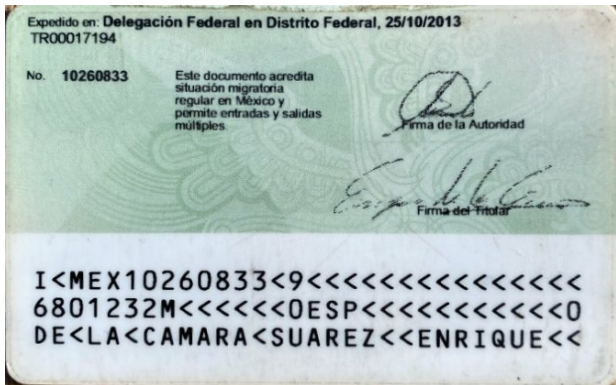 Expedido en: Delegación Federal en Distrito Federal, 25/10/2013
TR00017194
No. 10260833
Este documento acredita
situación migratoria
regular en México y
permite entradas y salidas
múltiples.
Firma de la Autoridad
Firma del Titular
I<MEX10260833<9<<<<<<<<<<<<<<<
6801232M<<<<<<0ESP<<<<<<<<<<<0
DE<LA<CAMARA<SUAREZ<<ENRIQUE<<